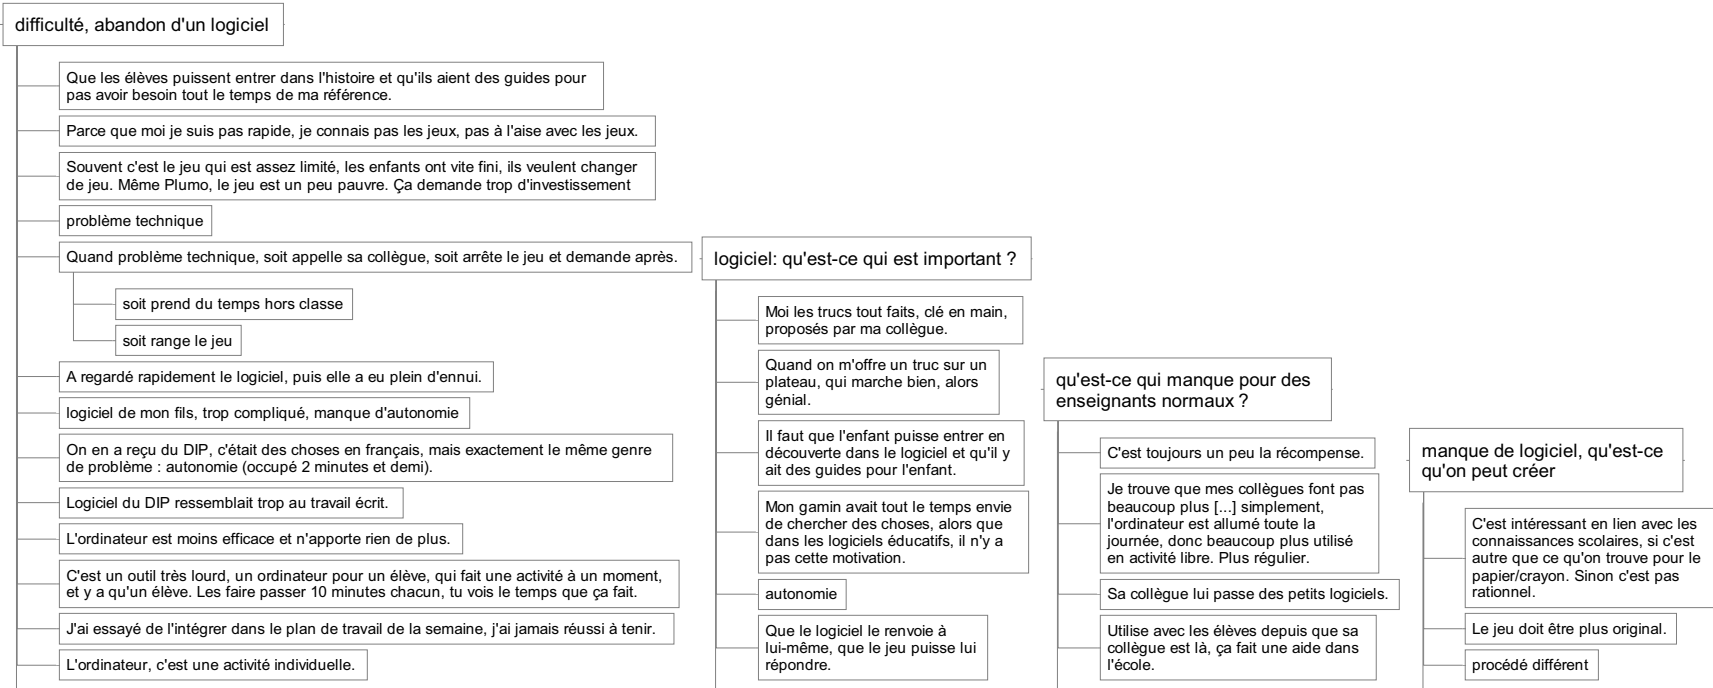 difficulté, abandon d'un logiciel
Que les élèves puissent entrer dans l'histoire et qu'ils aient des guides pour
pas avoir besoin tout le temps de ma référence.
Parce que moi je suis pas rapide, je connais pas les jeux, pas à l'aise avec les jeux.
Souvent c'est le jeu qui est assez limité, les enfants ont vite fini, ils veulent changer
de jeu. Même Plumo, le jeu est un peu pauvre. Ça demande trop d'investissement
problème technique
Quand problème technique, soit appelle sa collègue, soit arrête le jeu et demande après.
soit prend du temps hors classe
soit range le jeu
A regardé rapidement le logiciel, puis elle a eu plein d'ennui.
logiciel de mon fils, trop compliqué, manque d'autonomie
On en a reçu du DIP, c'était des choses en français, mais exactement le même genre
de problème : autonomie (occupé 2 minutes et demi).
Logiciel du DIP ressemblait trop au travail écrit.
L'ordinateur est moins efficace et n'apporte rien de plus.
C'est un outil très lourd, un ordinateur pour un élève, qui fait une activité à un moment,
et y a qu'un élève. Les faire passer 10 minutes chacun, tu vois le temps que ça fait.
J'ai essayé de l'intégrer dans le plan de travail de la semaine, j'ai jamais réussi à tenir.
L'ordinateur, c'est une activité individuelle.
logiciel: qu'est-ce qui est important ?
Moi les trucs tout faits, clé en main,
proposés par ma collègue.
Quand on m'offre un truc sur un
plateau, qui marche bien, alors
génial.
Il faut que l'enfant puisse entrer en
découverte dans le logiciel et qu'il y
ait des guides pour l'enfant.
Mon gamin avait tout le temps envie
de chercher des choses, alors que
dans les logiciels éducatifs, il n'y a
pas cette motivation.
autonomie
Que le logiciel le renvoie à
lui-même, que le jeu puisse lui
répondre.
qu'est-ce qui manque pour des
enseignants normaux ?
C'est toujours un peu la récompense.
Je trouve que mes collègues font pas
beaucoup plus [...] simplement,
l'ordinateur est allumé toute la
journée, donc beaucoup plus utilisé
en activité libre. Plus régulier.
Sa collègue lui passe des petits logiciels.
Utilise avec les élèves depuis que sa
collègue est là, ça fait une aide dans
l'école.
manque de logiciel, qu'est-ce
qu'on peut créer
C'est intéressant en lien avec les
connaissances scolaires, si c'est
autre que ce qu'on trouve pour le
papier/crayon. Sinon c'est pas
rationnel.
Le jeu doit être plus original.
procédé différent